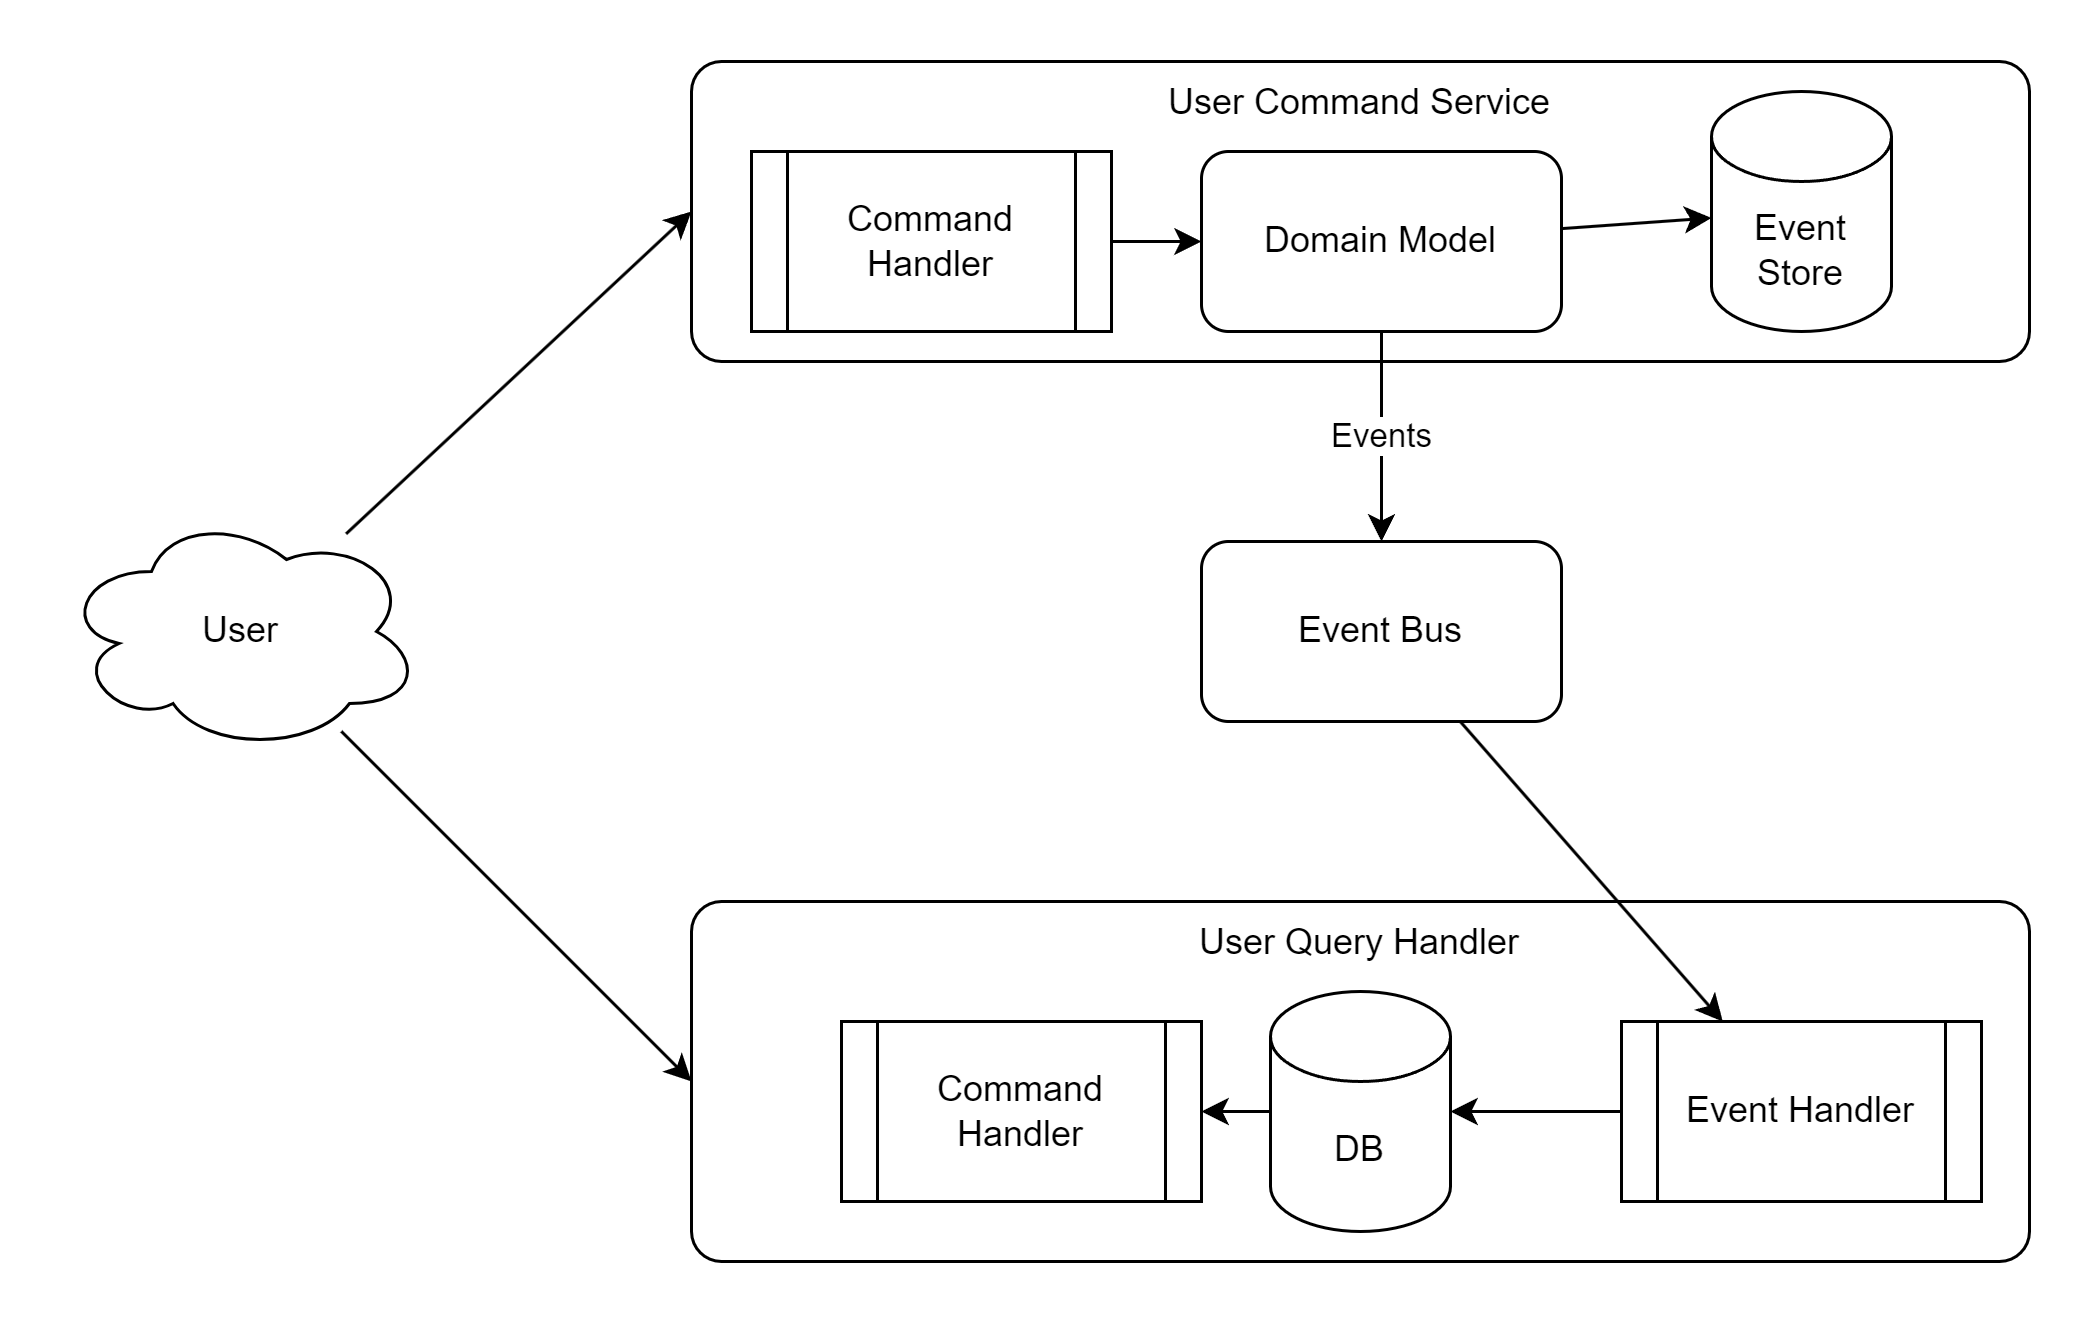 User Command Service
Command
Handler
Domain Model
Event
Store
Events
User
Event Bus
User Query Handler
Command
Handler
DB
Event Handler